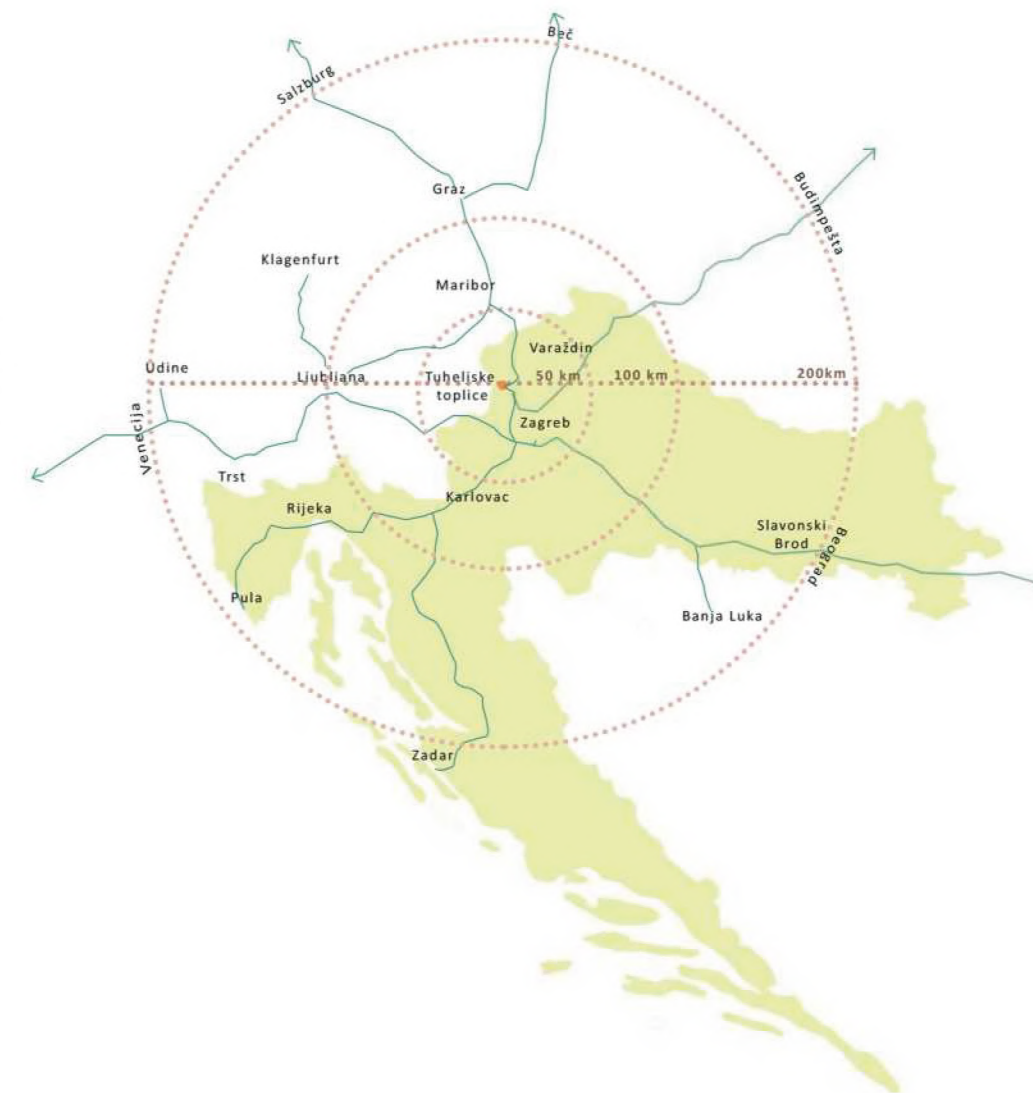 Beč
Salzburg
Graz
Budimpešta
Klagenfurt
Maribor
Varaždin
Udine
Ljubljana
Tuheljske
toplice
50 km
100 km
200km
Venecija
Zagreb
Trst
Karlovac
Rijeka
Slavonski
Brod
Beograd
Pula
Banja Luka
Zadar